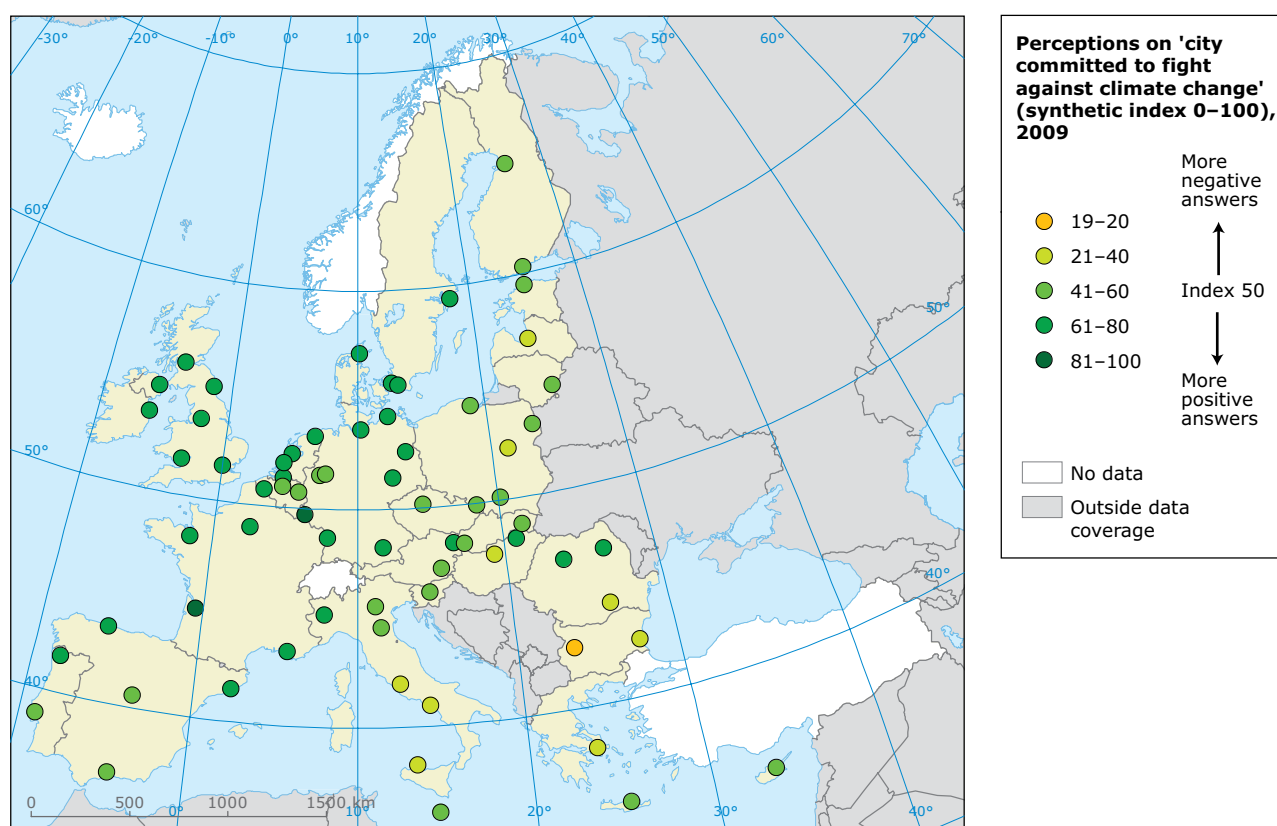 -30°
-20°
-10°
0°
10°
20°
30°
40°
50°
60°
70°
60°
50°
50°
40°
40°
0
500
1000
1500 km
0°
10°
20°
30°
40°
Perceptions on 'city
committed to fight
against climate change'
(synthetic index 0–100),
2009
More
negative
answers
19–20
21–40
41–60
Index 50
61–80
81–100
More
positive
answers
No data
Outside data
coverage